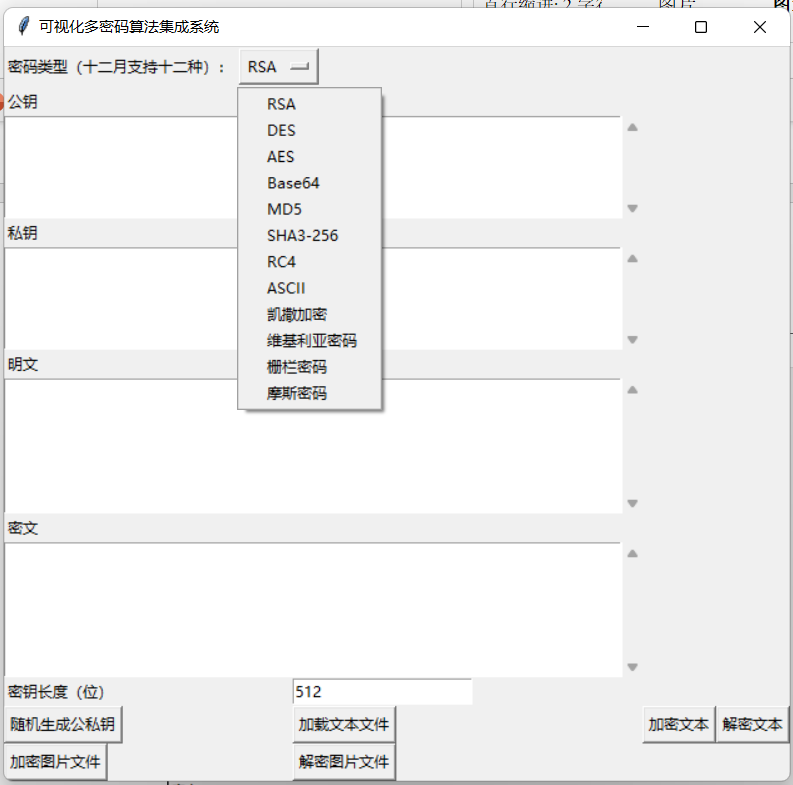 可视化多密码算法集成系统
密码类型（十二月支持十二种）： RSA
RSA
DES
AES
Base64
MD5
SHA3-256
RC4
ASCII
凯撒加密
维基利亚密码
栅栏密码
摩斯密码
公钥
私钥
明文
密文
密钥长度（位） 512
随机生成公私钥 加载文本文件 加密文本 解密文本
加密图片文件 解密图片文件